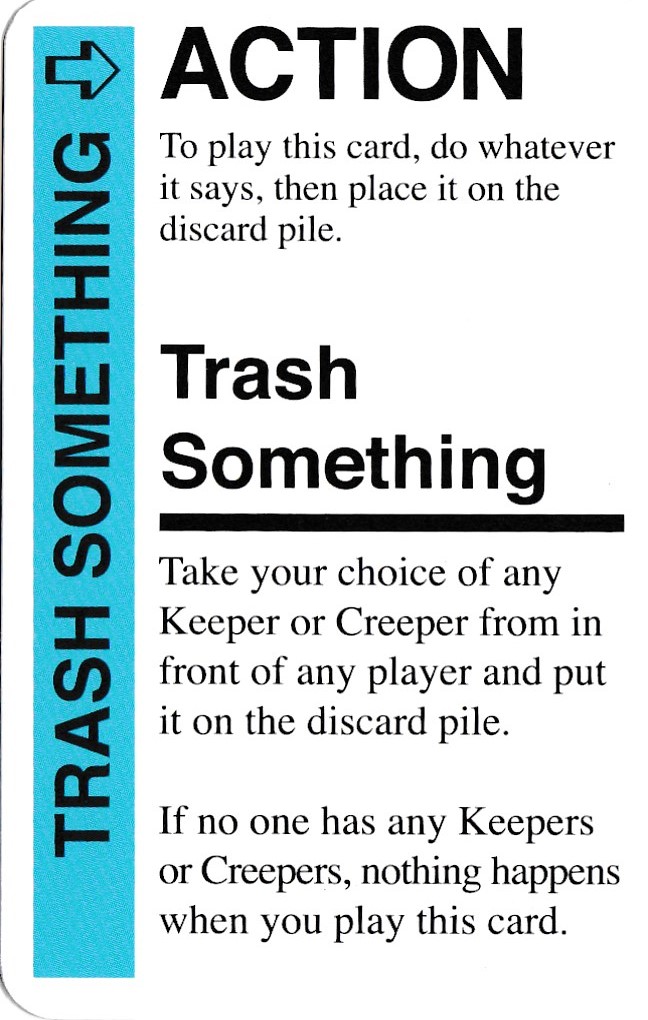 TRASH SOMETHING
ACTION
To play this card, do whatever
it says, then place it on the
discard pile.
Trash
Something
Take your choice of any
Keeper or Creeper from in
front of any player and put
it on the discard pile.
If no one has any Keepers
or Creepers, nothing happens
when you play this card.